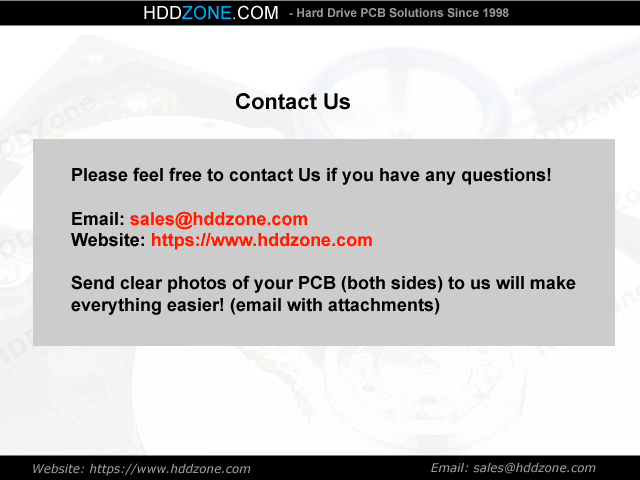 HDDZONE.COM - Hard Drive PCB Solutions Since 1998
Contact Us
HDDZone
HDDZone
Please feel free to contact Us if you have any questions!
Email: sales@hddzone.com
Website: https://www.hddzone.com
Send clear photos of your PCB (both sides) to us will make
everything easier! (email with attachments)
Website: https://www.hddzone.com
Email: sales@hddzone.com